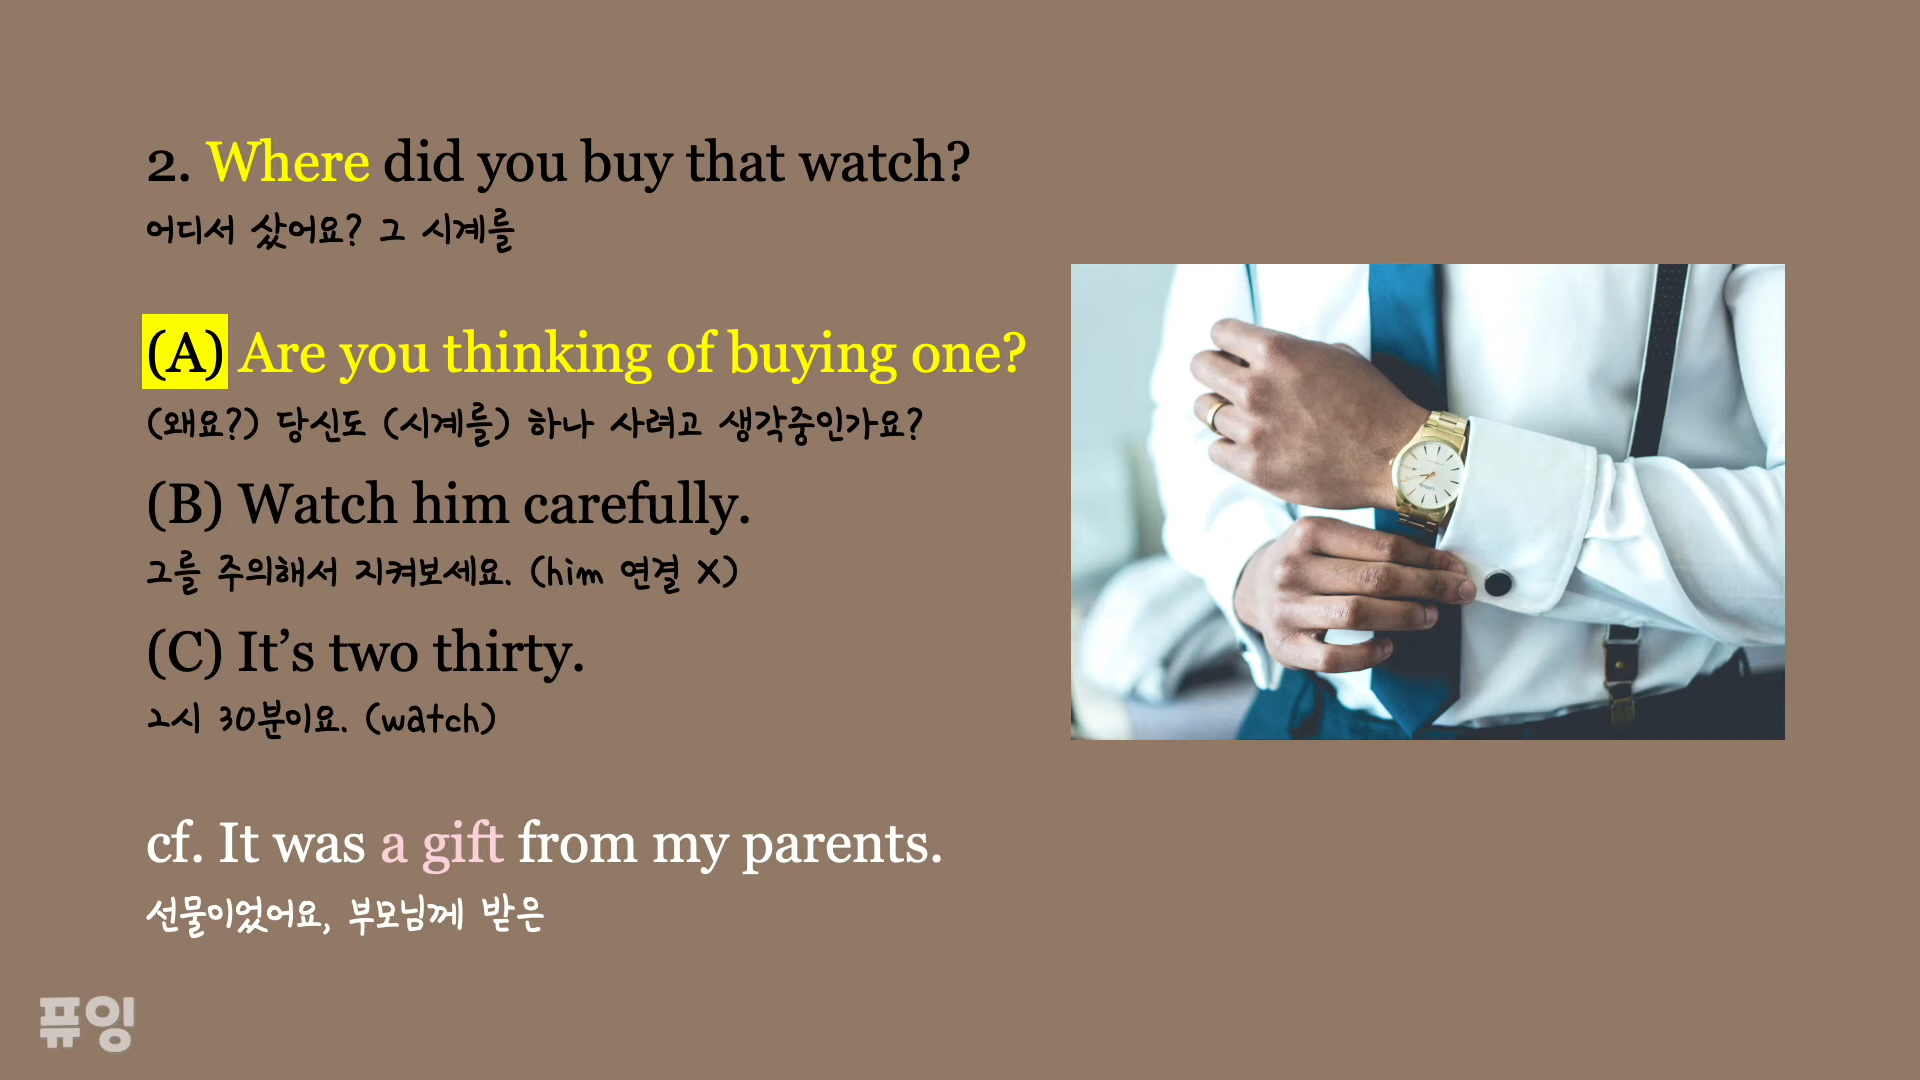 2. Where did you buy that watch?
어디서 샀어요? 그 시계를
(A) Are you thinking of buying one?
(왜요?) 당신도 (시계를) 하나 사려고 생각중인가요?
(B) Watch him carefully.
그를 주의해서 지켜보세요. (him 연결 X)
(C) It’s two thirty.
2시 30분이요. (watch)
cf. It was a gift from my parents.
선물이었어요, 부모님께 받은
퓨잉